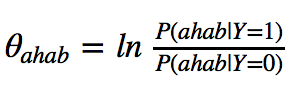 θ_ahab = ln P(ahab|Y=1) / P(ahab|Y=0)